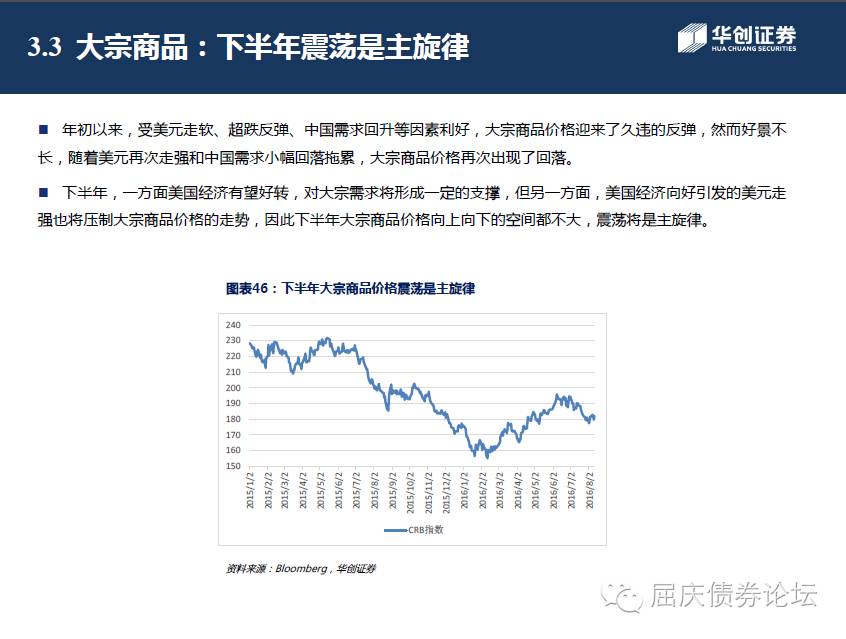 3.3 大宗商品：下半年震荡是主旋律
华创证券
HUA CHUANG SECURITIES
■ 年初以来，受美元走软、超跌反弹、中国需求回升等因素利好，大宗商品价格迎来了久违的反弹，然而好景不
长，随着美元再次走强和中国需求小幅回落拖累，大宗商品价格再次出现了回落。
■ 下半年，一方面美国经济有望好转，对大宗需求将形成一定的支撑，但另一方面，美国经济向好引发的美元走
强也将压制大宗商品价格的走势，因此下半年大宗商品价格向上向下的空间都不大，震荡将是主旋律。
图表46：下半年大宗商品价格震荡是主旋律
240
230
220
210
200
190
180
170
160
150
2015/1/2
2015/2/2
2015/3/2
2015/4/2
2015/5/2
2015/6/2
2015/7/2
2015/8/2
2015/9/2
2015/10/2
2015/11/2
2015/12/2
2016/1/2
2016/2/2
2016/3/2
2016/4/2
2016/5/2
2016/6/2
2016/7/2
2016/8/2
CRB指数
资料来源：Bloomberg，华创证券
屈庆债券论坛